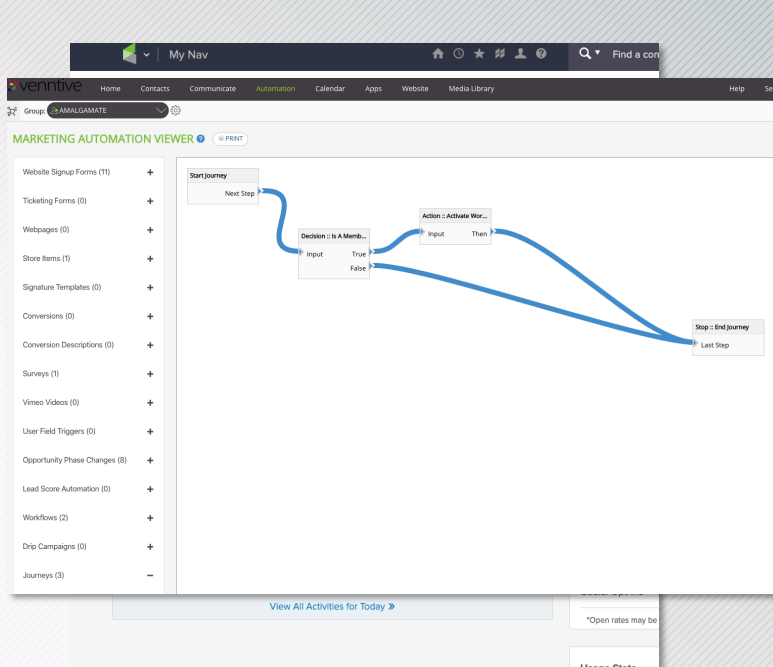 My Nav
Find a con
venntive
Home Contacts Communicate Automation Calendar Apps Website Media Library Help Se
Group: AMALGAMATE
MARKETING AUTOMATION VIEWER ? PRINT
Website Signup Forms (11) +
Ticketing Forms (0) +
Webpages (0) +
Store Items (1) +
Signature Templates (0) +
Conversions (0) +
Conversion Descriptions (0) +
Surveys (1) +
Vimeo Videos (0) +
User Field Triggers (0) +
Opportunity Phase Changes (8) +
Lead Score Automation (0) +
Workflows (2) +
Drip Campaigns (0) +
Journeys (3) −
Start Journey
Next Step
Decision :: Is A Memb...
Input True
False
Action :: Activate Wor...
Input Then
Stop :: End Journey
Last Step
View All Activities for Today »
*Open rates may be
Usage Stats